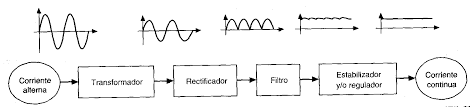 Corriente
alterna
Transformador
Rectificador
Filtro
Estabilizador
y/o regulador
Corriente
continua